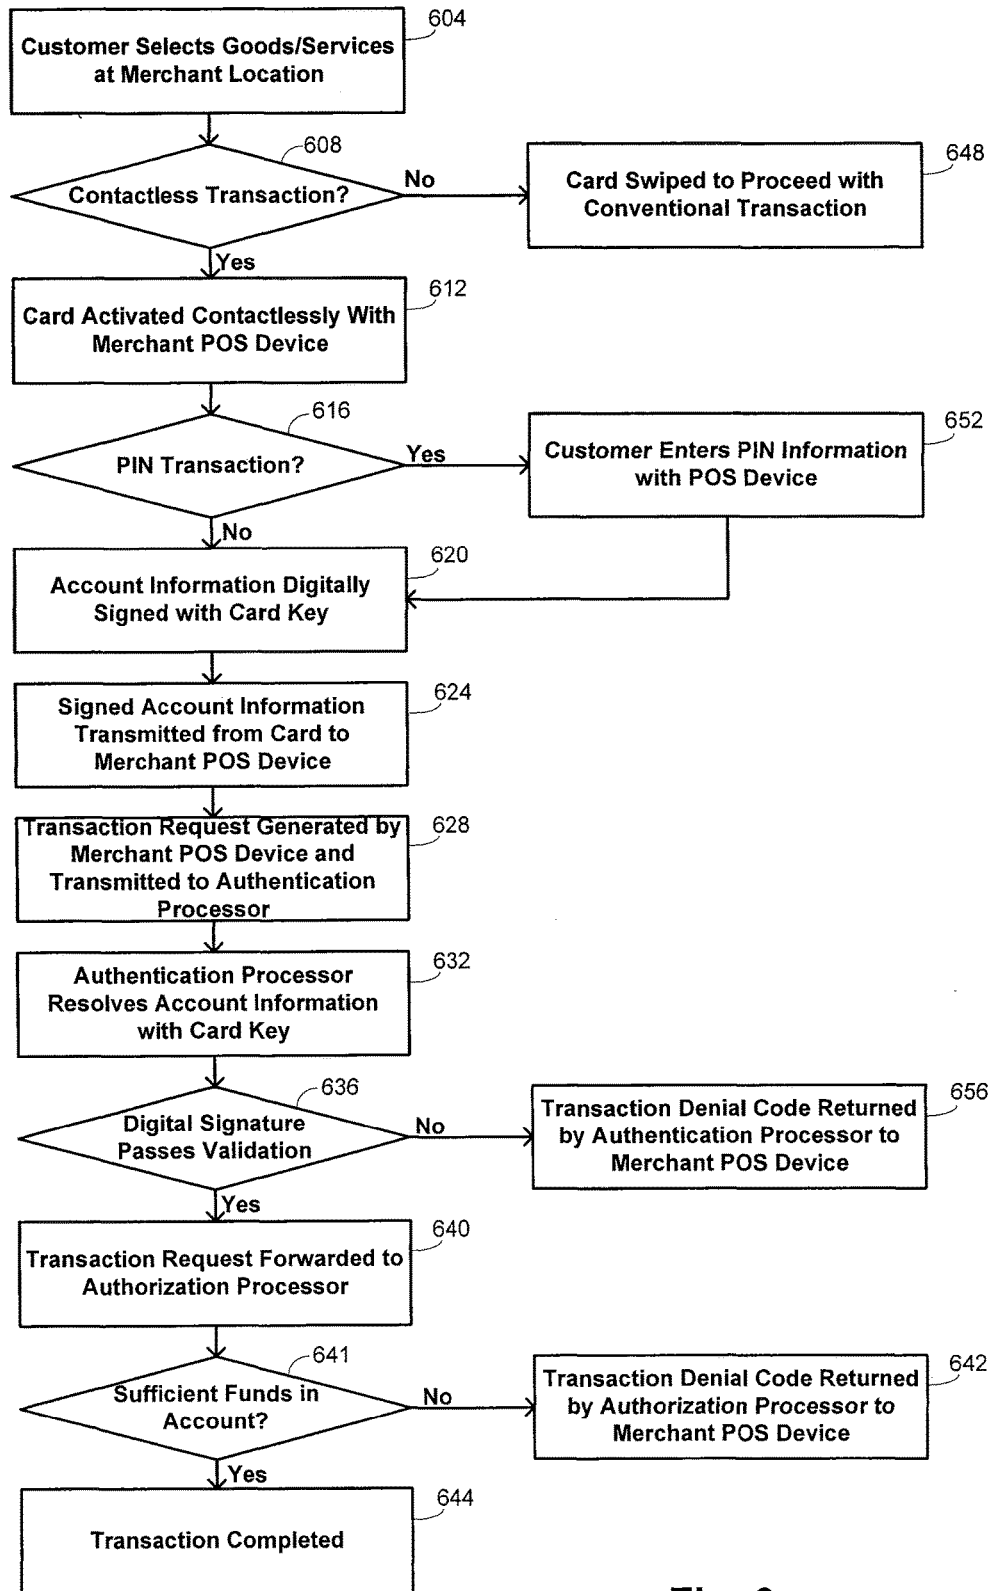 604
Customer Selects Goods/Services
at Merchant Location
608
Contactless Transaction?
No
648
Card Swiped to Proceed with
Conventional Transaction
Yes
612
Card Activated Contactlessly With
Merchant POS Device
616
PIN Transaction?
Yes
652
Customer Enters PIN Information
with POS Device
No
620
Account Information Digitally
Signed with Card Key
624
Signed Account Information
Transmitted from Card to
Merchant POS Device
628
Transaction Request Generated by
Merchant POS Device and
Transmitted to Authentication
Processor
632
Authentication Processor
Resolves Account Information
with Card Key
636
Digital Signature
Passes Validation
No
656
Transaction Denial Code Returned
by Authentication Processor to
Merchant POS Device
Yes
640
Transaction Request Forwarded to
Authorization Processor
641
Sufficient Funds in
Account?
No
642
Transaction Denial Code Returned
by Authorization Processor to
Merchant POS Device
Yes
644
Transaction Completed